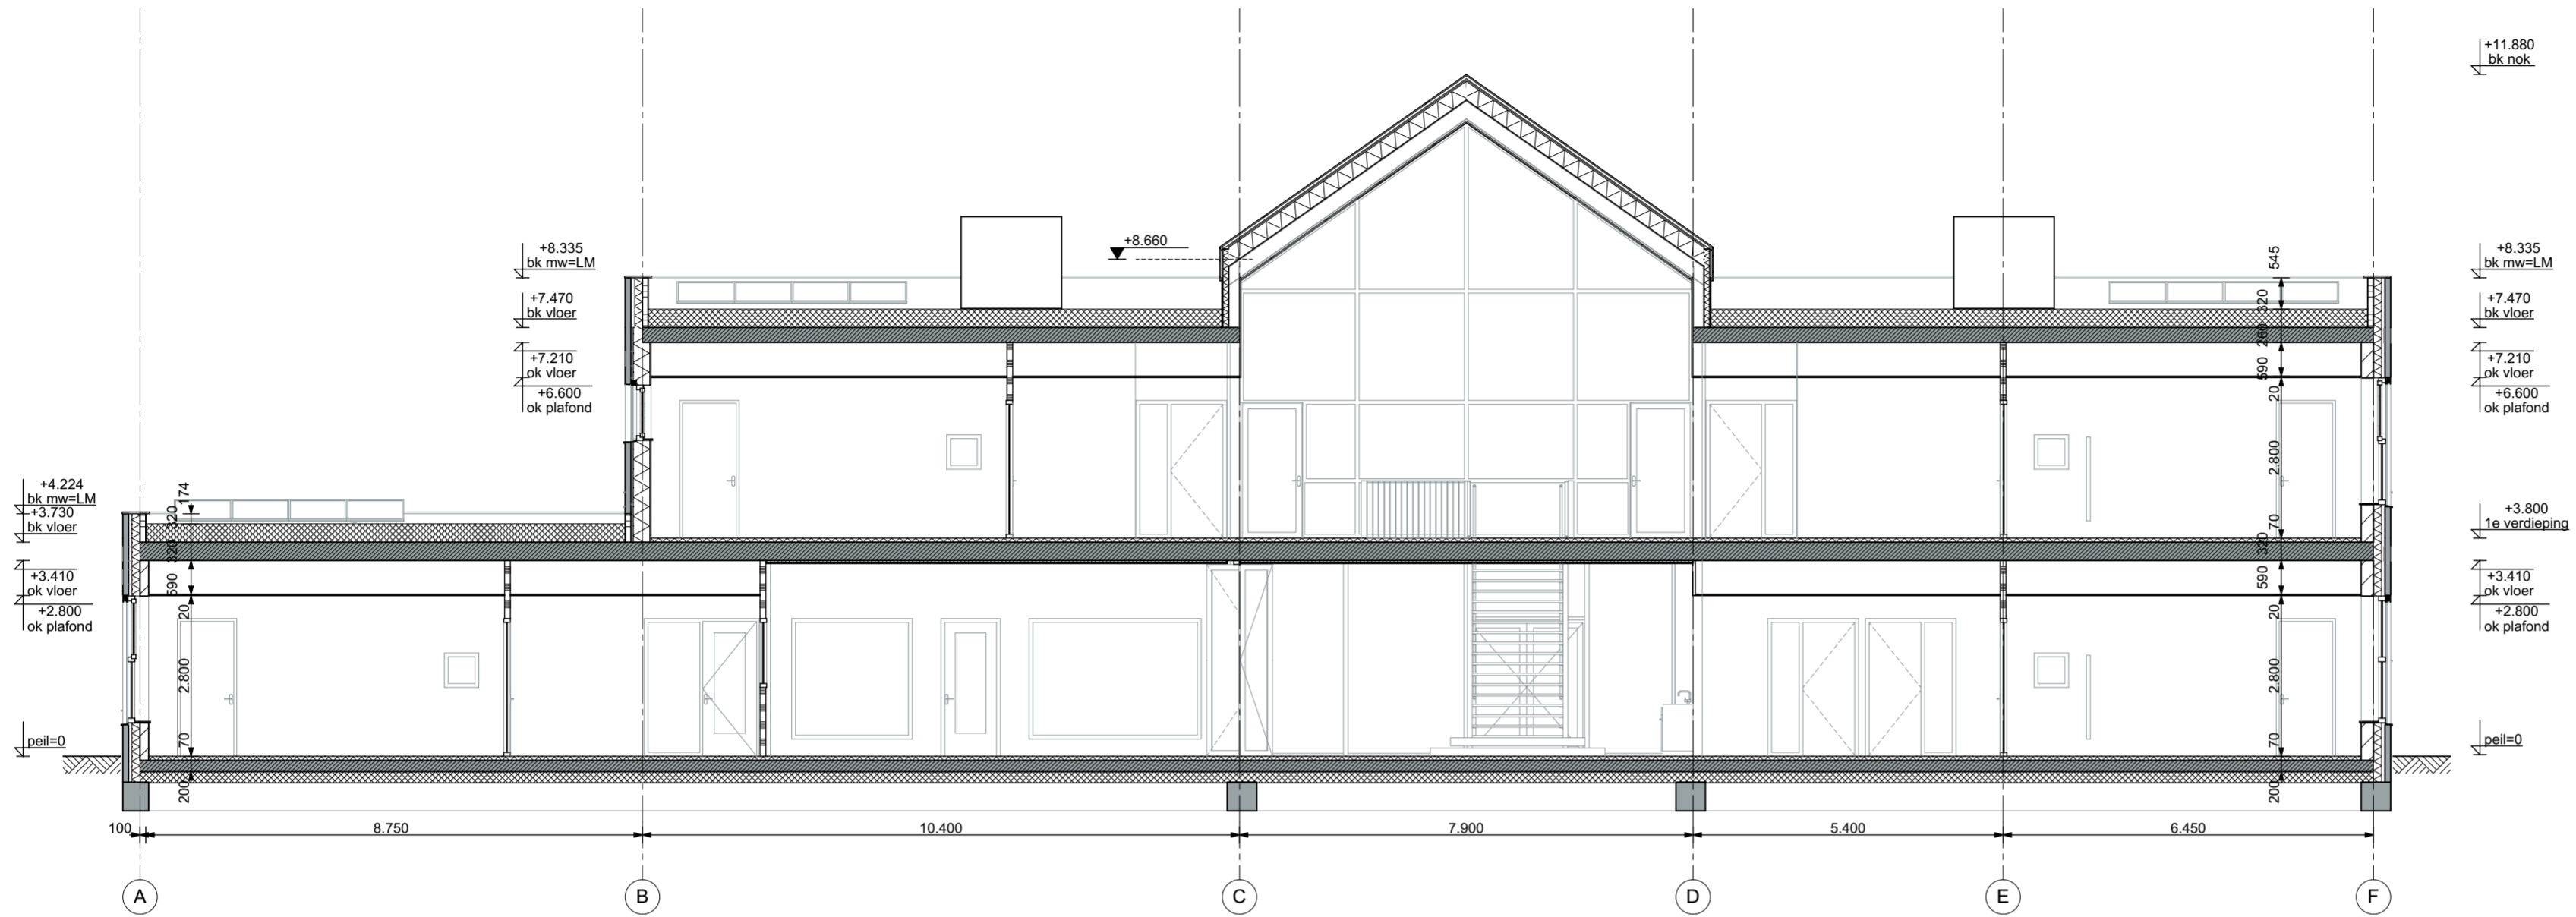 +11.880
bk nok
+8.660
+8.335
bk mw=LM
+7.470
bk vloer
+7.210
ok vloer
+6.600
ok plafond
+4.224
bk mw=LM
+3.730
bk vloer
+3.410
ok vloer
+2.800
ok plafond
peil=0
174
320
320
590
20
2.800
70
200
545
320
260
590
20
2.800
70
320
590
20
2.800
70
200
+8.335
bk mw=LM
+7.470
bk vloer
+7.210
ok vloer
+6.600
ok plafond
+3.800
1e verdieping
+3.410
ok vloer
+2.800
ok plafond
peil=0
100
8.750
10.400
7.900
5.400
6.450
A
B
C
D
E
F